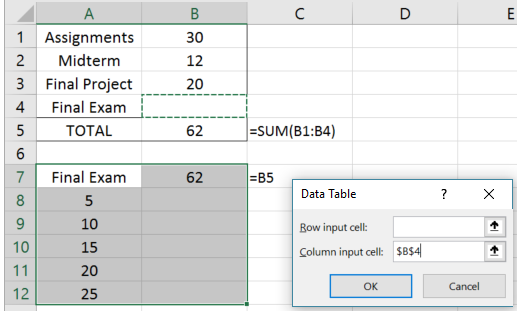 A B C D E
1 Assignments 30
2 Midterm 12
3 Final Project 20
4 Final Exam
5 TOTAL 62 =SUM(B1:B4)
6
7 Final Exam 62 =B5
Data Table ? ×
8 5
Row input cell:
9 10
Column input cell: $B$4
10 15
11 20
OK Cancel
12 25